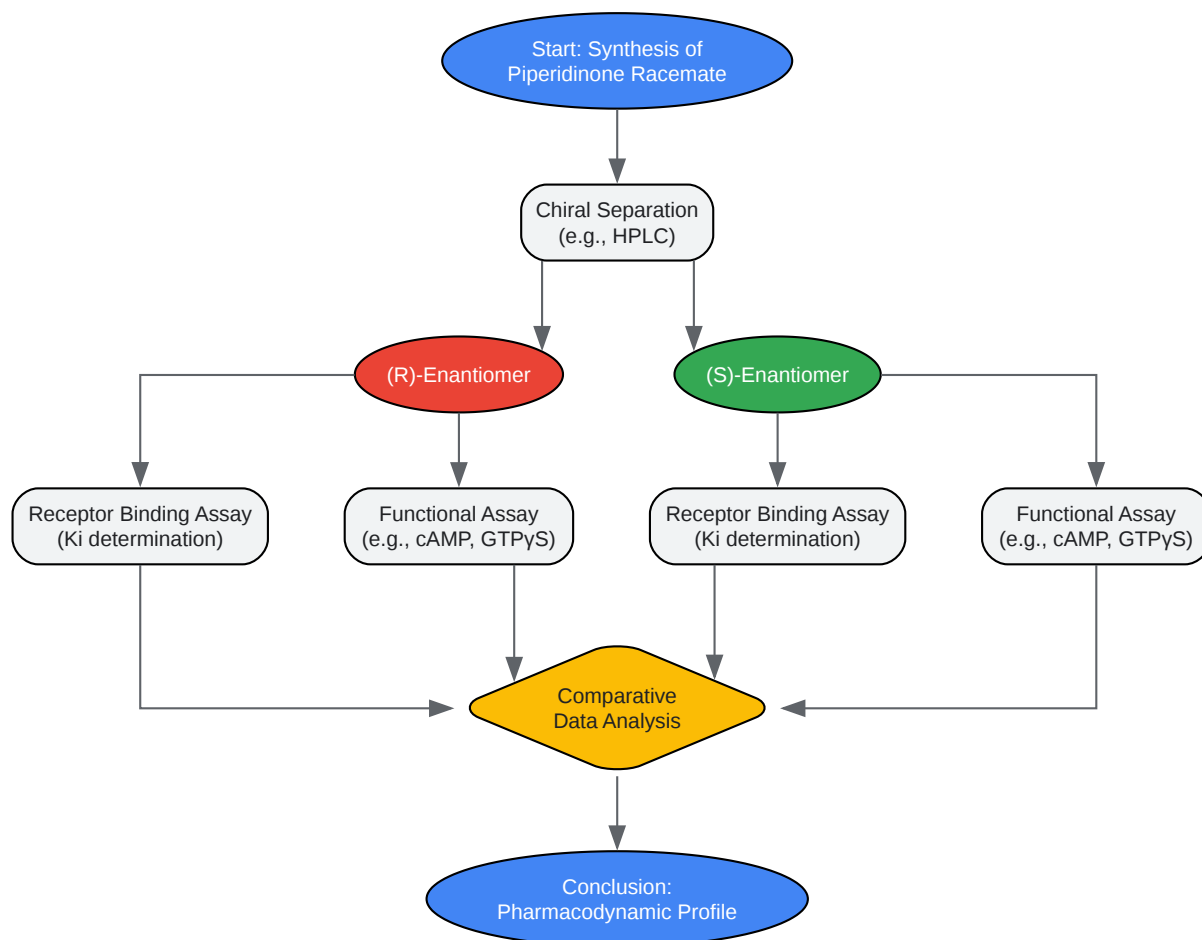 Start: Synthesis of
Piperidinone Racemate
Chiral Separation
(e.g., HPLC)
(R)-Enantiomer
(S)-Enantiomer
Receptor Binding Assay
(Ki determination)
Functional Assay
(e.g., cAMP, GTPγS)
Receptor Binding Assay
(Ki determination)
Functional Assay
(e.g., cAMP, GTPγS)
Comparative
Data Analysis
Conclusion:
Pharmacodynamic Profile